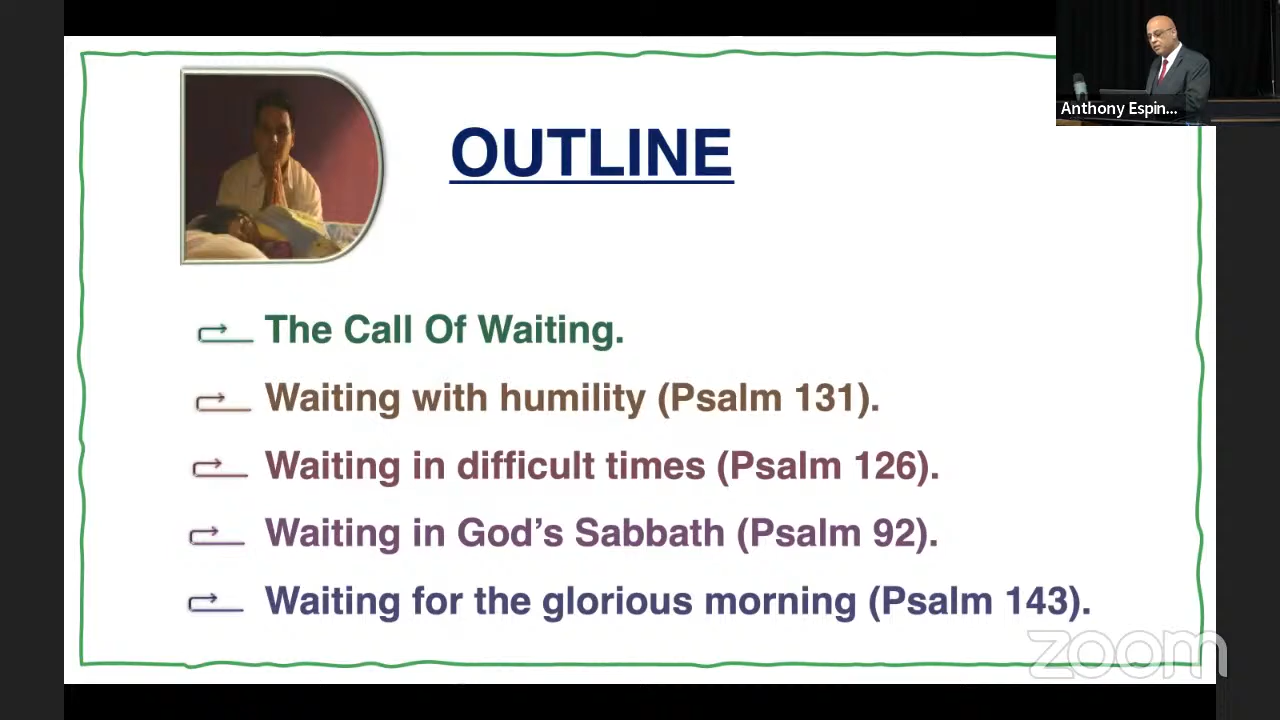 OUTLINE
Anthony Espin...
The Call Of Waiting.
Waiting with humility (Psalm 131).
Waiting in difficult times (Psalm 126).
Waiting in God’s Sabbath (Psalm 92).
Waiting for the glorious morning (Psalm 143).
zoom